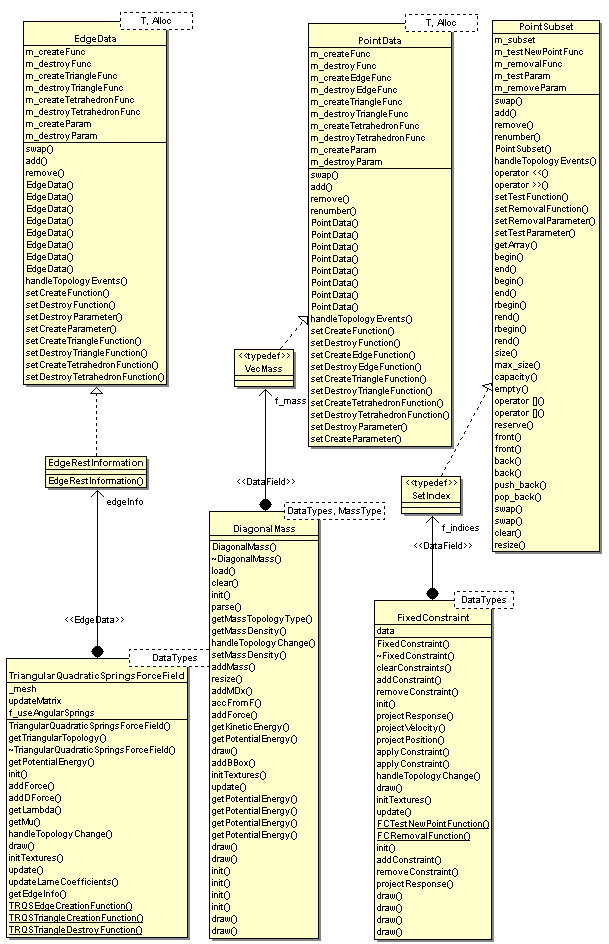 T, Alloc
EdgeData
m_createFunc
m_destroyFunc
m_createTriangleFunc
m_destroyTriangleFunc
m_createTetrahedronFunc
m_destroyTetrahedronFunc
m_createParam
m_destroyParam
swap()
add()
remove()
EdgeData()
EdgeData()
EdgeData()
EdgeData()
EdgeData()
EdgeData()
EdgeData()
EdgeData()
handleTopologyEvents()
setCreateFunction()
setDestroyFunction()
setDestroyParameter()
setCreateParameter()
setCreateTriangleFunction()
setDestroyTriangleFunction()
setCreateTetrahedronFunction()
setDestroyTetrahedronFunction()
EdgeRestInformation
EdgeRestInformation()
edgeInfo
<<EdgeData>>
DataTypes
TriangularQuadraticSpringsForceField
_mesh
updateMatrix
f_useAngularSprings
TriangularQuadraticSpringsForceField()
getTriangularTopology()
~TriangularQuadraticSpringsForceField()
getPotentialEnergy()
init()
addForce()
addDForce()
getLambda()
getMu()
handleTopologyChange()
draw()
initTextures()
update()
updateLameCoefficients()
getEdgeInfo()
TRQSEdgeCreationFunction()
TRQSTriangleCreationFunction()
TRQSTriangleDestroyFunction()
T, Alloc
PointData
m_createFunc
m_destroyFunc
m_createEdgeFunc
m_destroyEdgeFunc
m_createTriangleFunc
m_destroyTriangleFunc
m_createTetrahedronFunc
m_destroyTetrahedronFunc
m_createParam
m_destroyParam
swap()
add()
remove()
renumber()
PointData()
PointData()
PointData()
PointData()
PointData()
PointData()
PointData()
PointData()
handleTopologyEvents()
setCreateFunction()
setDestroyFunction()
setCreateEdgeFunction()
setDestroyEdgeFunction()
setCreateTriangleFunction()
setDestroyTriangleFunction()
setCreateTetrahedronFunction()
setDestroyTetrahedronFunction()
setDestroyParameter()
setCreateParameter()
<<typedef>>
VecMass
f_mass
<<DataField>>
DataTypes, MassType
DiagonalMass
DiagonalMass()
~DiagonalMass()
load()
clear()
init()
parse()
getMassTopologyType()
getMassDensity()
handleTopologyChange()
setMassDensity()
addMass()
resize()
addMDx()
accFromF()
addForce()
getKineticEnergy()
getPotentialEnergy()
draw()
addBBox()
initTextures()
update()
getPotentialEnergy()
getPotentialEnergy()
getPotentialEnergy()
getPotentialEnergy()
draw()
draw()
init()
init()
init()
init()
draw()
draw()
PointSubset
m_subset
m_testNewPointFunc
m_removalFunc
m_testParam
m_removeParam
swap()
add()
remove()
renumber()
PointSubset()
handleTopologyEvents()
operator <<()
operator >>()
setTestFunction()
setRemovalFunction()
setRemovalParameter()
setTestParameter()
getArray()
begin()
end()
begin()
end()
rbegin()
rend()
rbegin()
rend()
size()
max_size()
capacity()
empty()
operator []()
operator []()
reserve()
front()
front()
back()
back()
push_back()
pop_back()
swap()
swap()
clear()
resize()
<<typedef>>
SetIndex
f_indices
<<DataField>>
DataTypes
FixedConstraint
data
FixedConstraint()
~FixedConstraint()
clearConstraints()
addConstraint()
removeConstraint()
init()
projectResponse()
projectVelocity()
projectPosition()
applyConstraint()
applyConstraint()
handleTopologyChange()
draw()
initTextures()
update()
FCTestNewPointFunction()
FCRemovalFunction()
init()
addConstraint()
removeConstraint()
projectResponse()
draw()
draw()
draw()
draw()